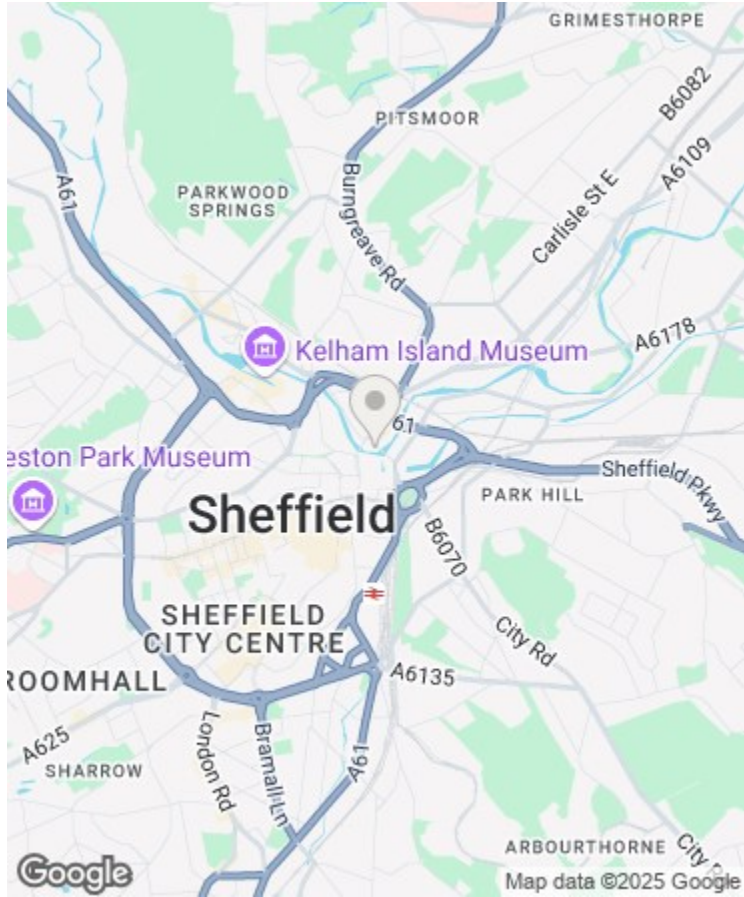 GRIMESTHORPE
B6082
PITSMOOR
A6109
A61
PARKWOOD
SPRINGS
Burngreave Rd
Carlisle St E
A6178
Kelham Island Museum
61
eston Park Museum
Sheffield Pkwy
PARK HILL
Sheffield
B6070
SHEFFIELD
CITY CENTRE
City Rd
ROOMHALL
A6135
A625
London Rd
Bramall Ln
A61
SHARROW
ARBOURTHORNE
City Rd
Google
Map data ©2025 Google